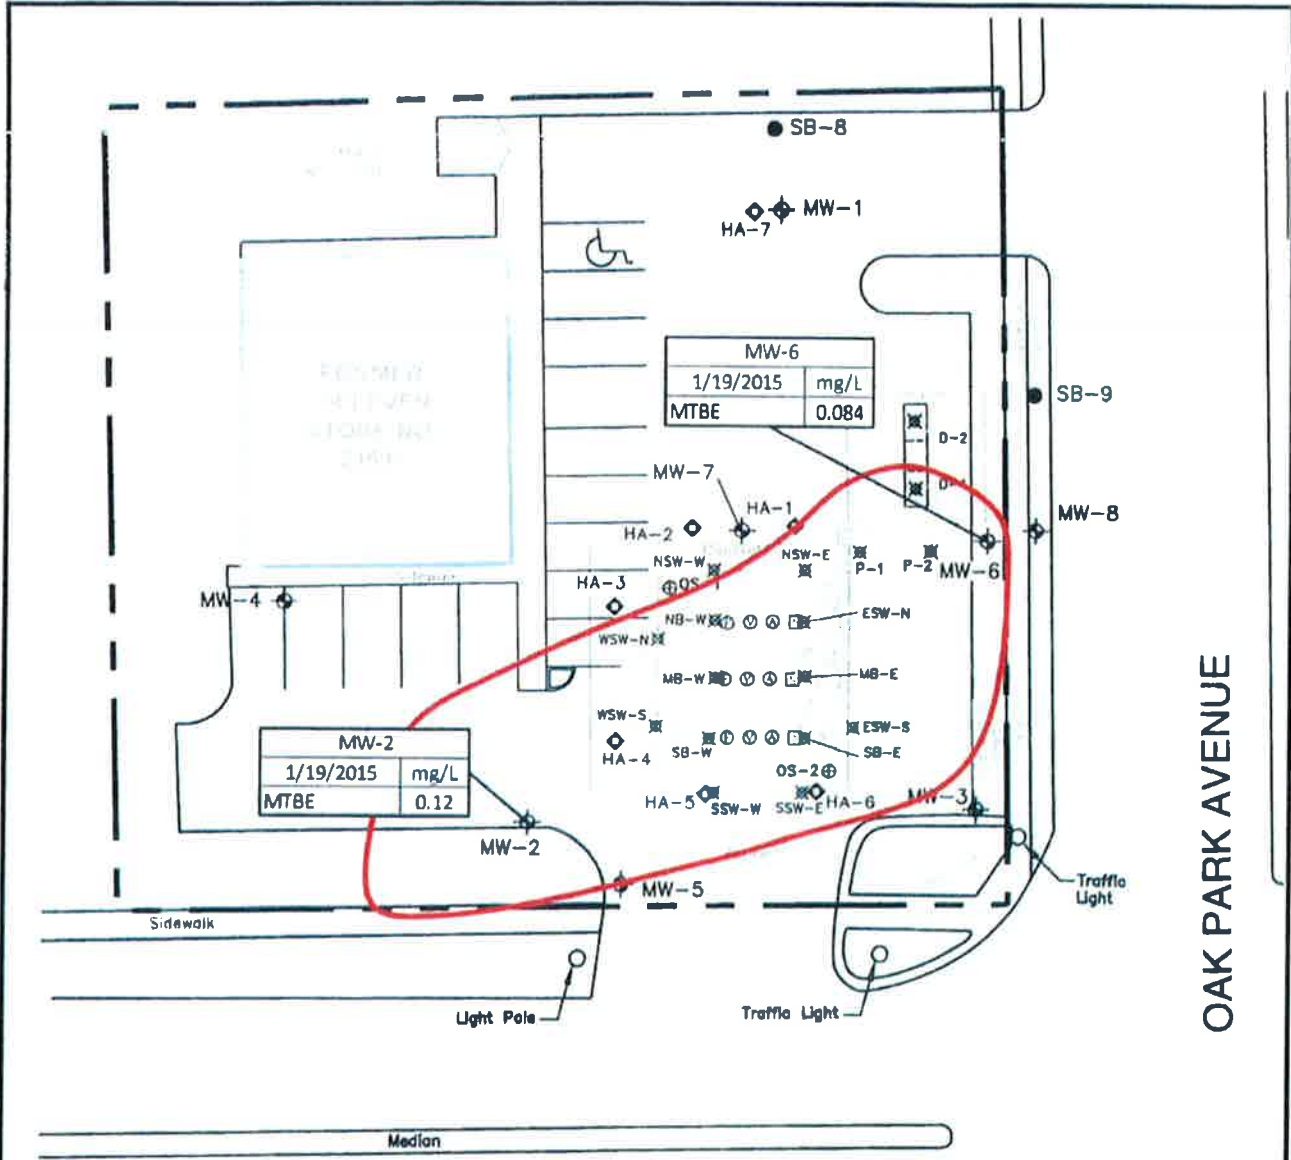 SB-8
MW-1
HA-7
MW-6
1/19/2015 mg/L
MTBE 0.084
SB-9
D-2
MW-7
HA-1
MW-8
HA-2
NSW-W
NSW-E
P-1
P-2
MW-6
HA-3
MW-4
NB-W
ESW-N
WSW-N
MB-W
MB-E
WSW-S
ESW-S
HA-4
SB-W
SB-E
MW-2
1/19/2015 mg/L
MTBE 0.12
OS-2
HA-5
SSW-W
SSW-E
HA-6
MW-3
MW-2
MW-5
Traffic
Light
Sidewalk
Light Pole
Traffic Light
Median
OAK PARK AVENUE